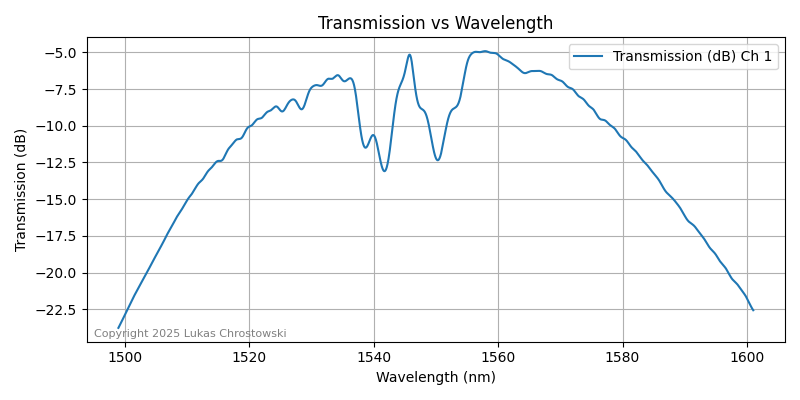 Transmission vs Wavelength
Transmission (dB) Ch 1
Transmission (dB)
−5.0
−7.5
−10.0
−12.5
−15.0
−17.5
−20.0
−22.5
Copyright 2025 Lukas Chrostowski
1500 1520 1540 1560 1580 1600
Wavelength (nm)